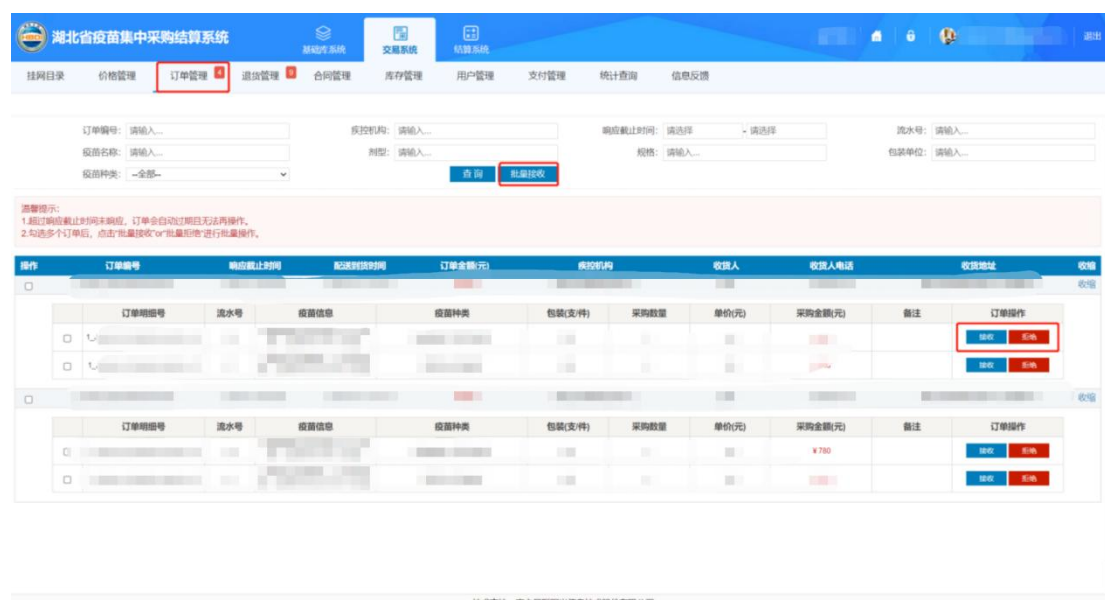 湖北省疫苗集中采购结算系统 基础库系统 交易系统 结算系统 退出
挂网目录 价格管理 订单管理 4 退货管理 9 合同管理 库存管理 用户管理 支付管理 统计查询 信息反馈
订单编号: 请输入... 疾控机构: 请输入... 响应截止时间: 请选择 - 请选择 流水号: 请输入...
疫苗名称: 请输入... 剂型: 请输入... 规格: 请输入... 包装单位: 请输入...
疫苗种类: --全部-- 查询 批量接收
温馨提示:
1.超过响应截止时间未响应，订单会自动过期且无法再操作。
2.勾选多个订单后，点击“批量接收”or“批量拒绝”进行批量操作。
操作 订单编号 响应截止时间 配送到货时间 订单金额(元) 疾控机构 收货人 收货人电话 收货地址 收缩
收缩
订单明细号 流水号 疫苗信息 疫苗种类 包装(支/件) 采购数量 单价(元) 采购金额(元) 备注 订单操作
接收 拒绝
接收 拒绝
收缩
订单明细号 流水号 疫苗信息 疫苗种类 包装(支/件) 采购数量 单价(元) 采购金额(元) 备注 订单操作
¥780 接收 拒绝
接收 拒绝